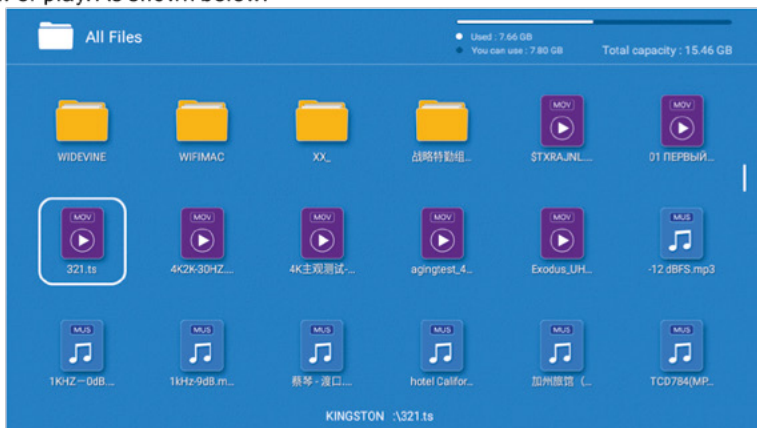 All Files
Used : 7.66 GB
You can use : 7.80 GB
Total capacity : 15.46 GB
MOV MOV
WIDEVINE WIFIMAC XX_ 战略特勤组... STXRAJNL.... 01 ПЕРВЫЙ...
MOV MOV MOV MOV MOV MUS
321.ts 4K2K-30HZ.... 4K主观测试-... agingtest_4... Exodus_UH... -12 dBFS.mp3
MUS MUS MUS MUS MUS MUS
1KHZ－0dB.... 1kHz-9dB.m... 蔡琴 - 渡口.... hotel Califor... 加州旅馆（... TCD784(MP...
KINGSTON :\321.ts